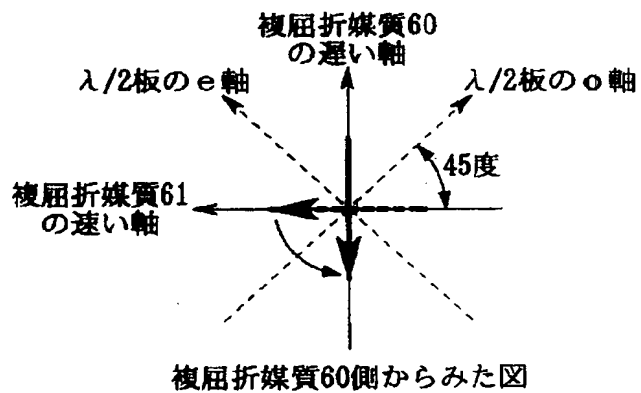 複屈折媒質60
の遅い軸
λ/2板のe軸
λ/2板のo軸
45度
複屈折媒質61
の速い軸
複屈折媒質60側からみた図